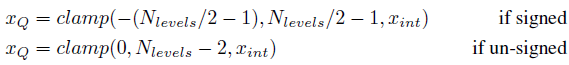 x_Q = clamp(−(N_levels/2 − 1), N_levels/2 − 1, x_int) if signed
x_Q = clamp(0, N_levels − 2, x_int) if un-signed